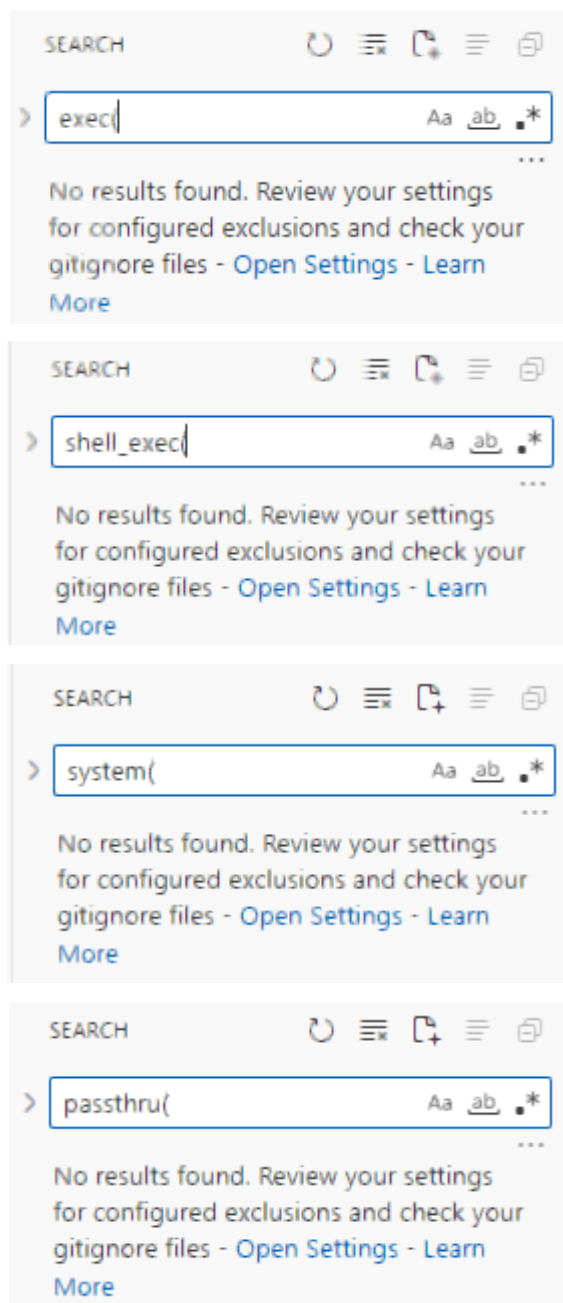 SEARCH
exec(
Aa ab .*
...
No results found. Review your settings
for configured exclusions and check your
gitignore files - Open Settings - Learn
More
SEARCH
shell_exec(
Aa ab .*
...
No results found. Review your settings
for configured exclusions and check your
gitignore files - Open Settings - Learn
More
SEARCH
system(
Aa ab .*
...
No results found. Review your settings
for configured exclusions and check your
gitignore files - Open Settings - Learn
More
SEARCH
passthru(
Aa ab .*
...
No results found. Review your settings
for configured exclusions and check your
gitignore files - Open Settings - Learn
More